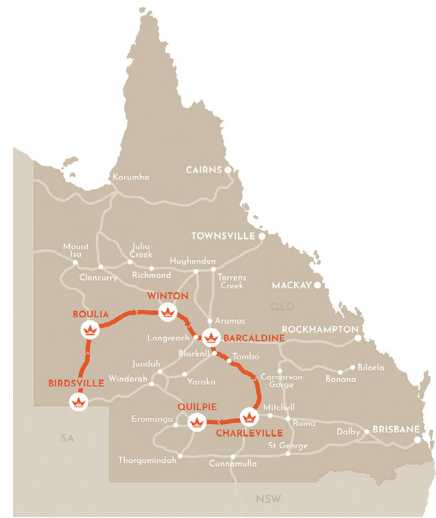 CAIRNS
Karumba
TOWNSVILLE
Mount
Isa
Julia
Creek
Hughenden
Cloncurry
Richmond
Torrens
Creek
MACKAY
WINTON
QLD
BOULIA
Aramac
ROCKHAMPTON
Longreach
BARCALDINE
Blackall
Tambo
BIRDSVILLE
Jundah
Windorah
Yaraka
Carnarvon
Gorge
Biloela
Banana
QUILPIE
Eromanga
Mitchell
Roma
CHARLEVILLE
Dalby
BRISBANE
SA
St George
Thargomindah
Cunnamulla
NSW